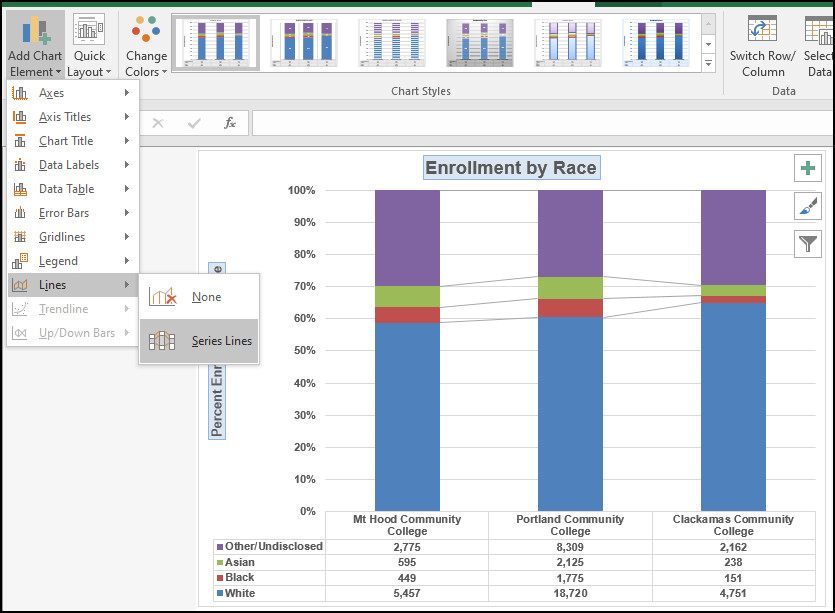 Add Chart
Element
Quick
Layout
Change
Colors
Chart Styles
Switch Row/
Column
Selec
Data
Data
Axes
Axis Titles
Chart Title
Data Labels
Data Table
Error Bars
Gridlines
Legend
Lines
Trendline
Up/Down Bars
None
Series Lines
fx
Enrollment by Race
Percent Enr
e
100%
90%
80%
70%
60%
50%
40%
30%
20%
10%
0%
Mt Hood Community
College
Portland Community
College
Clackamas Community
College
Other/Undisclosed 2,775 8,309 2,162
Asian 595 2,125 238
Black 449 1,775 151
White 5,457 18,720 4,751